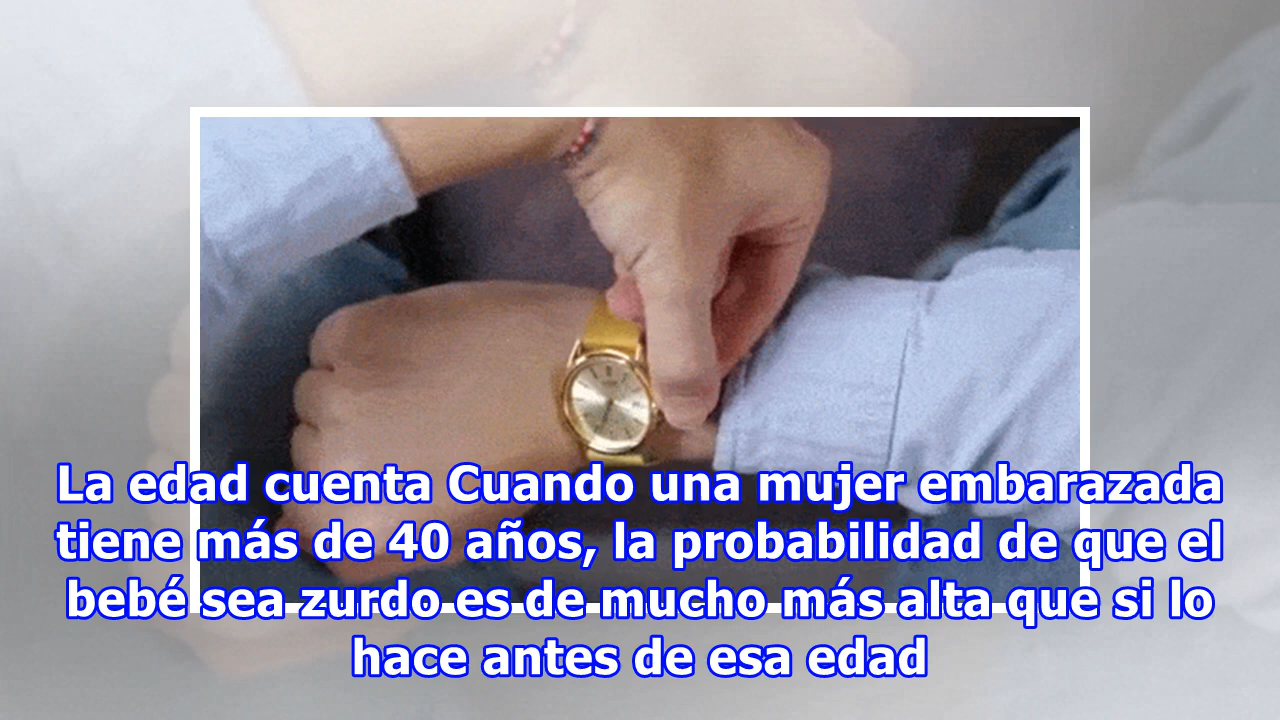 La edad cuenta Cuando una mujer embarazada
tiene más de 40 años, la probabilidad de que el
bebé sea zurdo es de mucho más alta que si lo
hace antes de esa edad